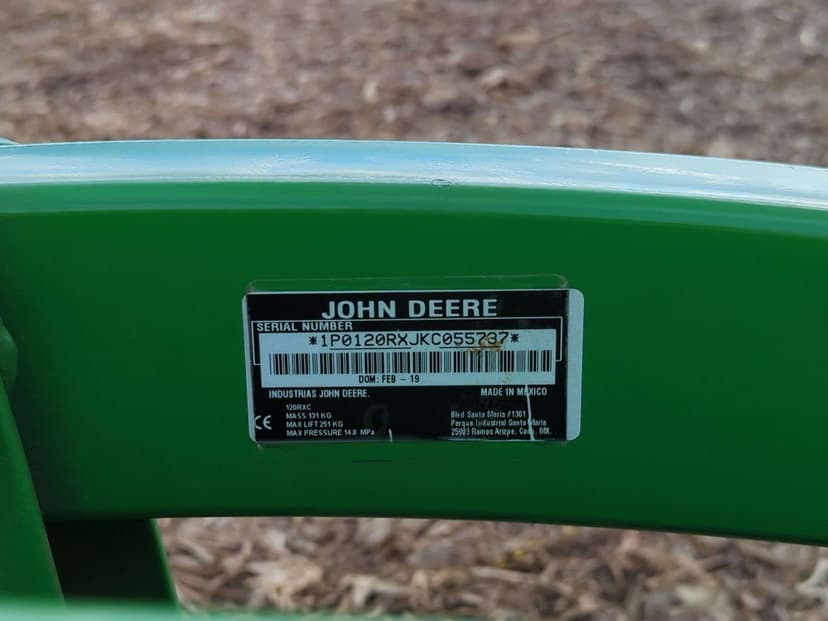 JOHN DEERE
SERIAL NUMBER
*1P0120RXJKC055737*
DOM: FEB - 19
INDUSTRIAS JOHN DEERE. MADE IN MEXICO
120RXC
MASS 131 KG
MAX LIFT 251 KG
MAX PRESSURE 14.8 MPa
CE
Blvd Santa Maria #1301
Parque Industrial Santa Maria
25903 Ramos Arizpe, MX.